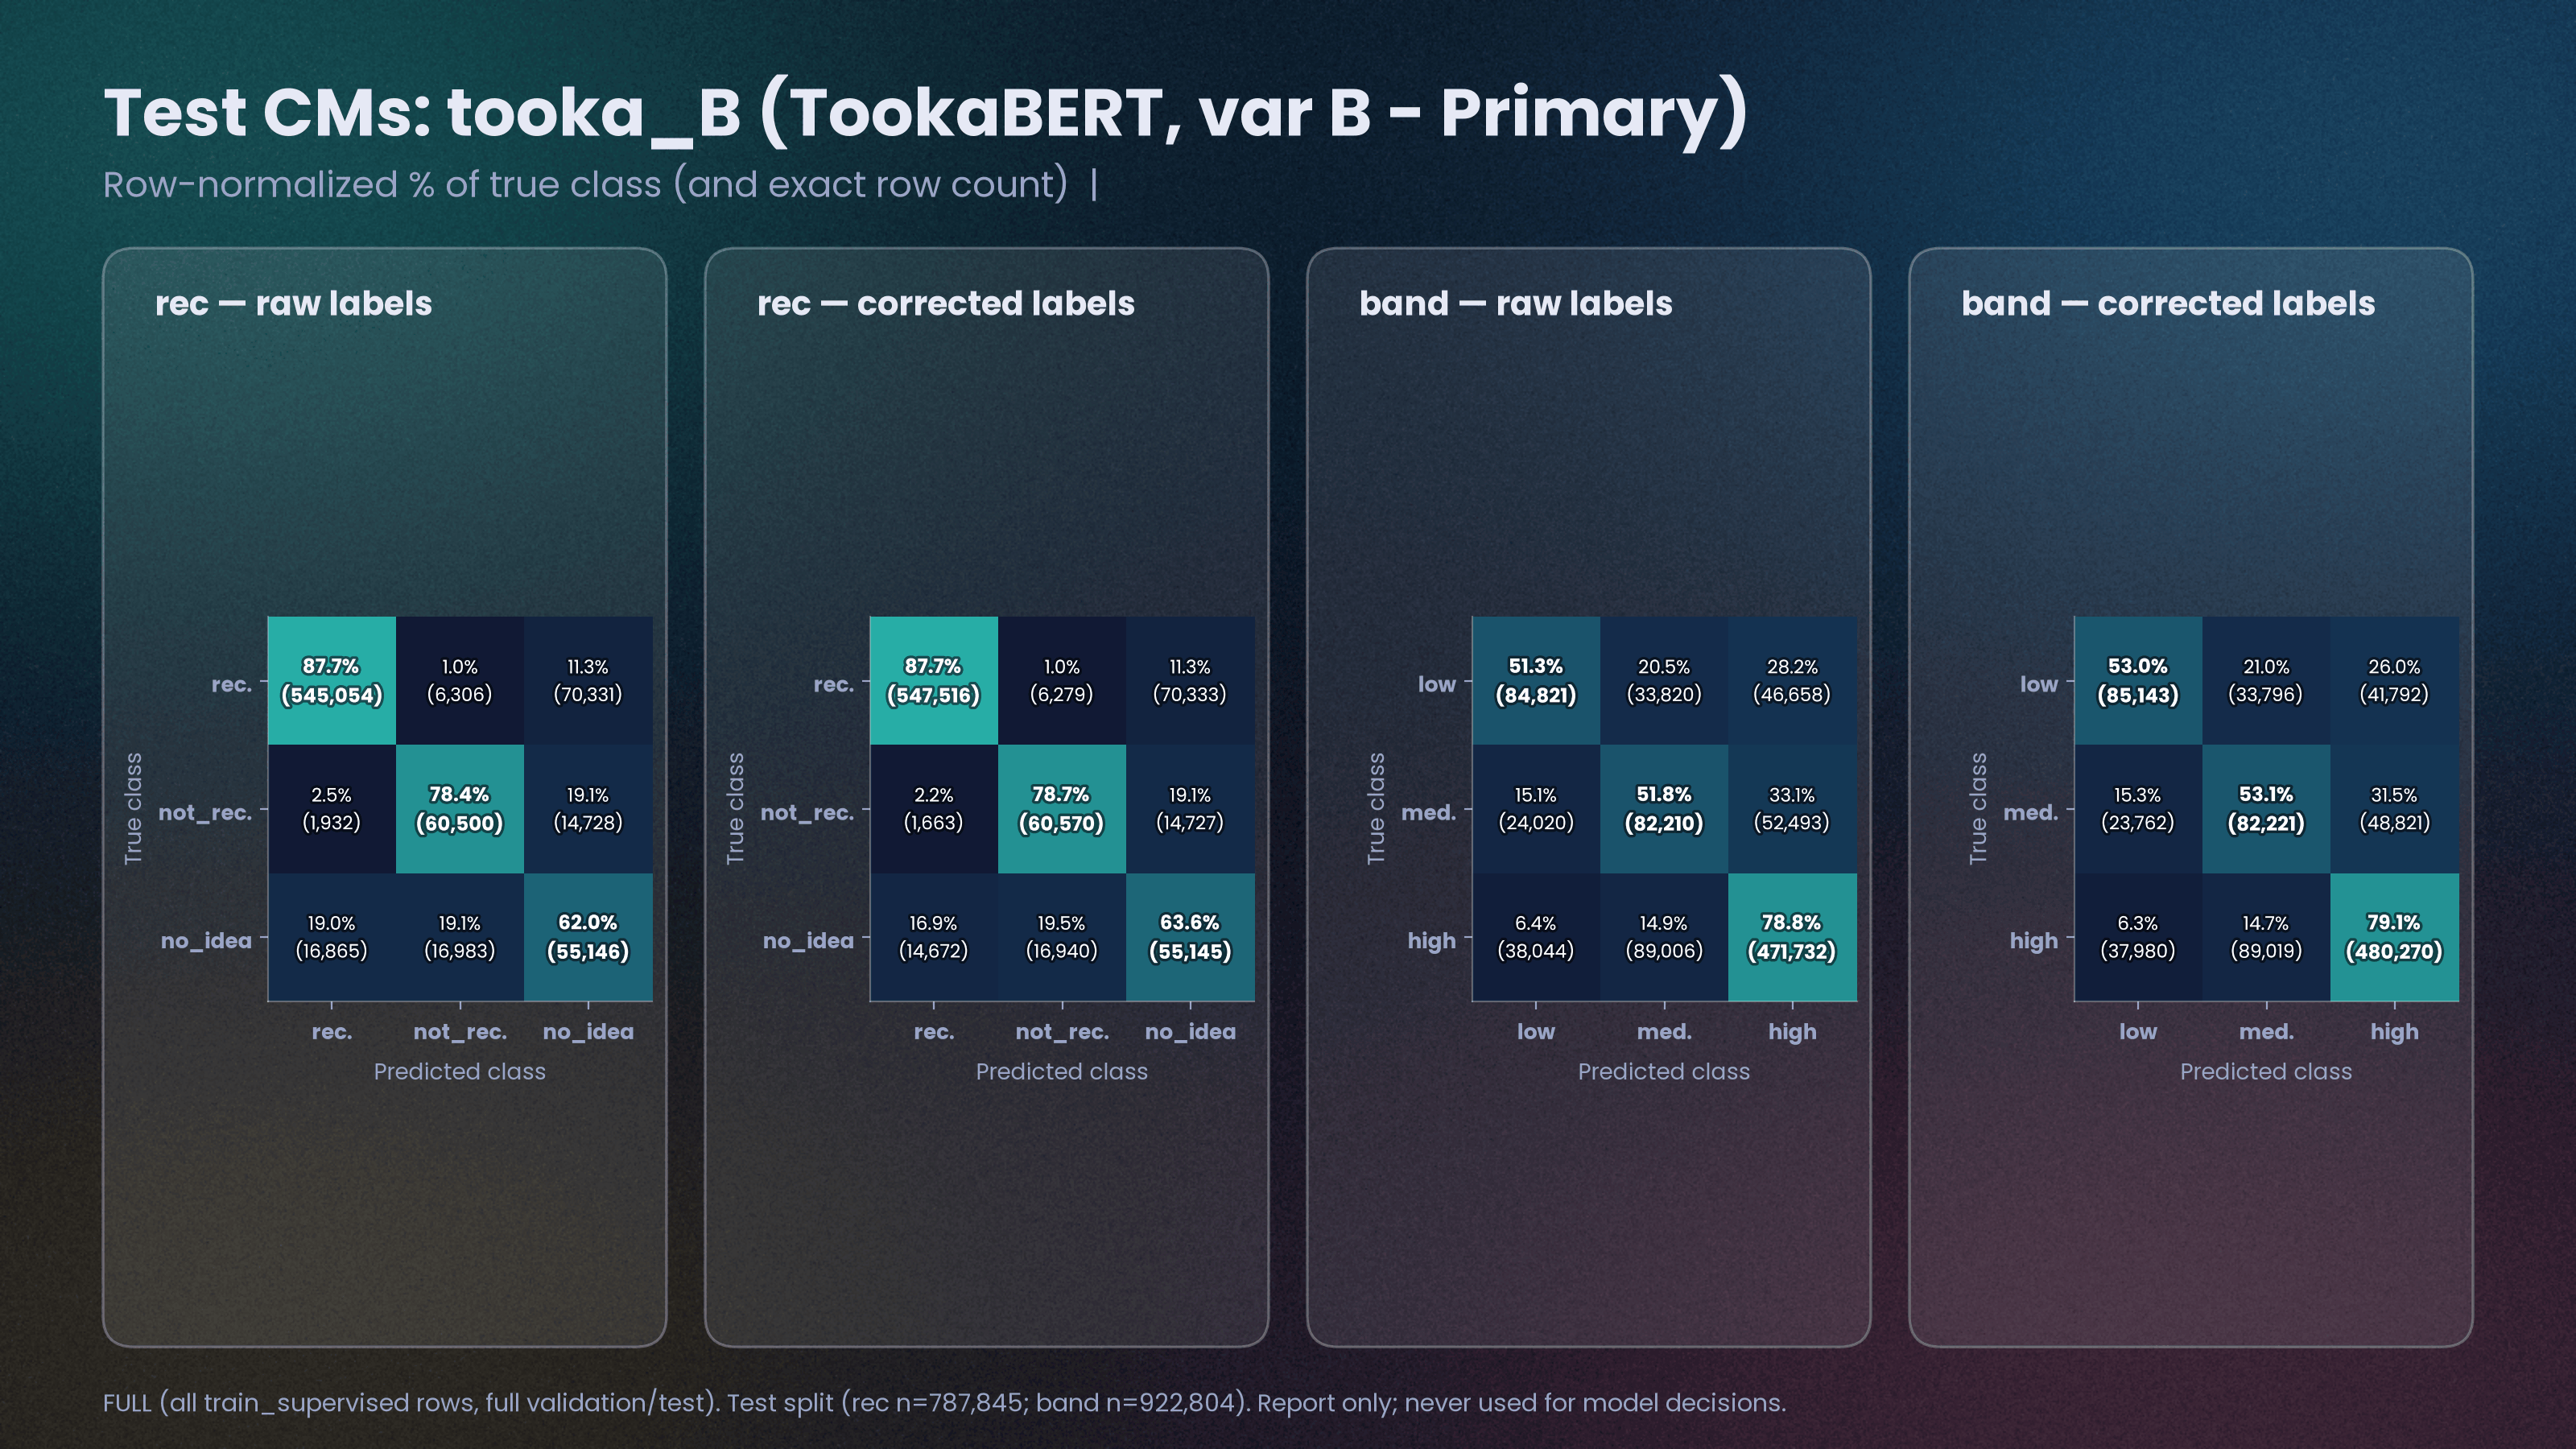 Test CMs: tooka_B (TookaBERT, var B - Primary)
Row-normalized % of true class (and exact row count) |
rec — raw labels
True class
rec.
87.7% 1.0% 11.3%
(545,054) (6,306) (70,331)
not_rec.
2.5% 78.4% 19.1%
(1,932) (60,500) (14,728)
no_idea
19.0% 19.1% 62.0%
(16,865) (16,983) (55,146)
rec. not_rec. no_idea
Predicted class
rec — corrected labels
True class
rec.
87.7% 1.0% 11.3%
(547,516) (6,279) (70,333)
not_rec.
2.2% 78.7% 19.1%
(1,663) (60,570) (14,727)
no_idea
16.9% 19.5% 63.6%
(14,672) (16,940) (55,145)
rec. not_rec. no_idea
Predicted class
band — raw labels
True class
low
51.3% 20.5% 28.2%
(84,821) (33,820) (46,658)
med.
15.1% 51.8% 33.1%
(24,020) (82,210) (52,493)
high
6.4% 14.9% 78.8%
(38,044) (89,006) (471,732)
low med. high
Predicted class
band — corrected labels
True class
low
53.0% 21.0% 26.0%
(85,143) (33,796) (41,792)
med.
15.3% 53.1% 31.5%
(23,762) (82,221) (48,821)
high
6.3% 14.7% 79.1%
(37,980) (89,019) (480,270)
low med. high
Predicted class
FULL (all train_supervised rows, full validation/test). Test split (rec n=787,845; band n=922,804). Report only; never used for model decisions.